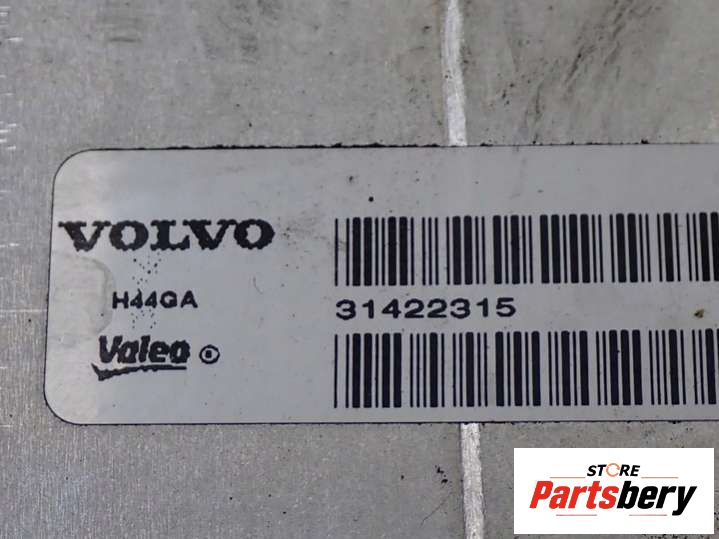 VOLVO
H44GA
31422315
Valeo ®
STORE
Partsbery